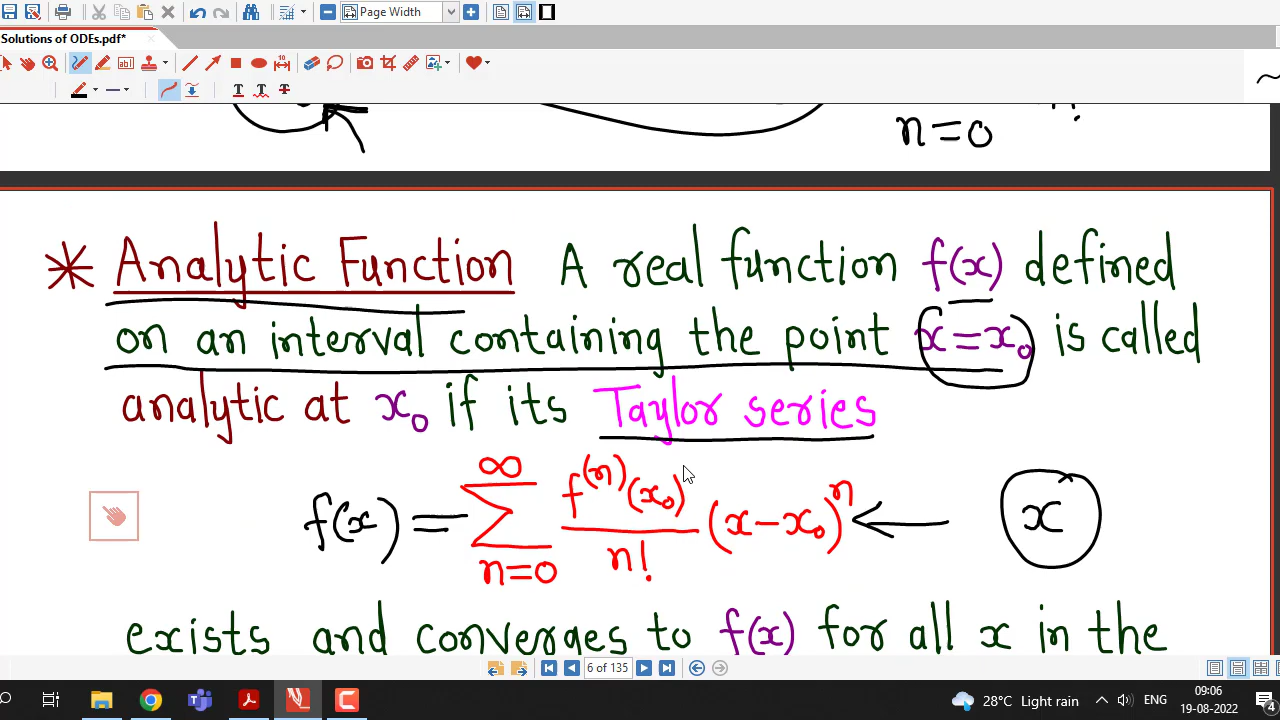 Page Width
Solutions of ODEs.pdf*
10
n=0
* Analytic Function A real function f(x) defined
on an interval containing the point x=x₀ is called
analytic at x₀ if its Taylor series
f(x) = ∞ ∑ n=0 f⁽ⁿ⁾(x₀) / n! (x-x₀)ⁿ ← x
exists and converges to f(x) for all x in the
6 of 135
28°C Light rain
ENG
09:06
19-08-2022
4